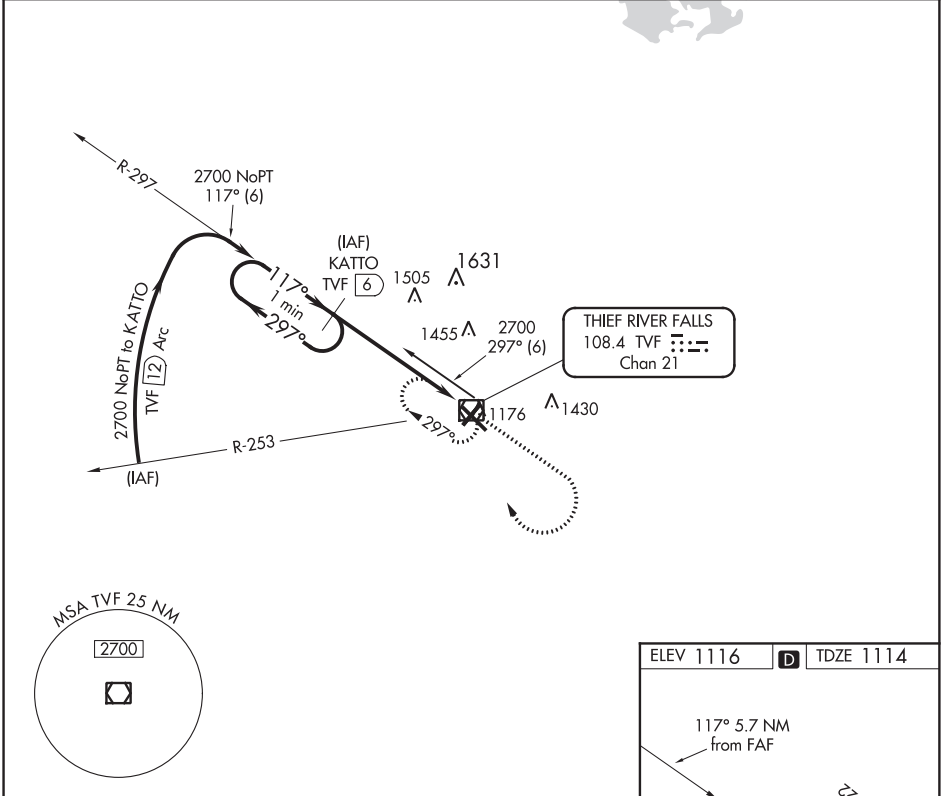 R-297
2700 NoPT
117° (6)
(IAF)
KATTO
TVF 6
1505
1631
117°
1 min
297°
1455
2700
297° (6)
THIEF RIVER FALLS
108.4 TVF
Chan 21
2700 NoPT to KATTO
TVF 12 Arc
1176
1430
297°
R-253
(IAF)
MSA TVF 25 NM
2700
ELEV 1116 D TDZE 1114
117° 5.7 NM
from FAF
22